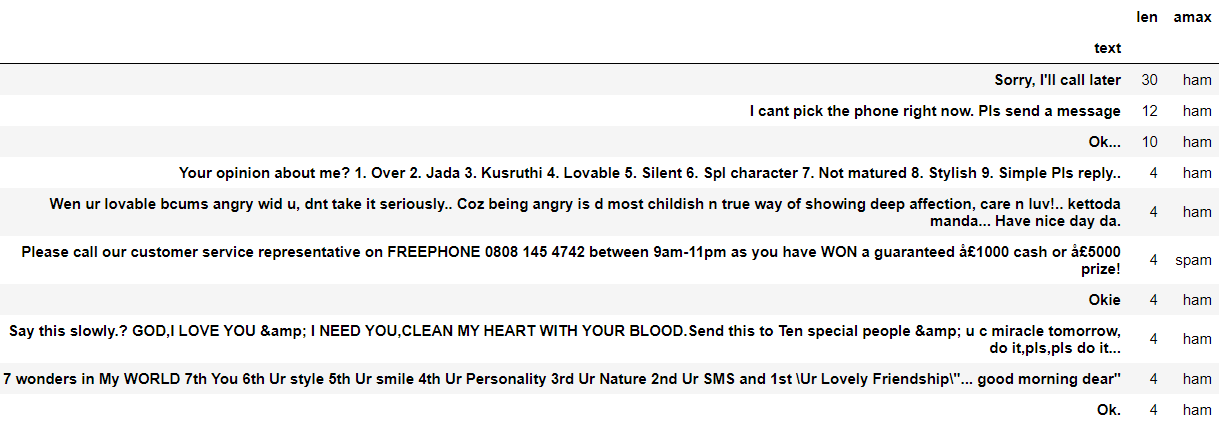 len amax
text
Sorry, I'll call later 30 ham
I cant pick the phone right now. Pls send a message 12 ham
Ok... 10 ham
Your opinion about me? 1. Over 2. Jada 3. Kusruthi 4. Lovable 5. Silent 6. Spl character 7. Not matured 8. Stylish 9. Simple Pls reply.. 4 ham
Wen ur lovable bcums angry wid u, dnt take it seriously.. Coz being angry is d most childish n true way of showing deep affection, care n luv!.. kettoda
manda... Have nice day da. 4 ham
Please call our customer service representative on FREEPHONE 0808 145 4742 between 9am-11pm as you have WON a guaranteed å£1000 cash or å£5000
prize! 4 spam
Okie 4 ham
Say this slowly.? GOD,I LOVE YOU &amp; I NEED YOU,CLEAN MY HEART WITH YOUR BLOOD.Send this to Ten special people &amp; u c miracle tomorrow,
do it,pls,pls do it... 4 ham
7 wonders in My WORLD 7th You 6th Ur style 5th Ur smile 4th Ur Personality 3rd Ur Nature 2nd Ur SMS and 1st \Ur Lovely Friendship\"... good morning dear" 4 ham
Ok. 4 ham